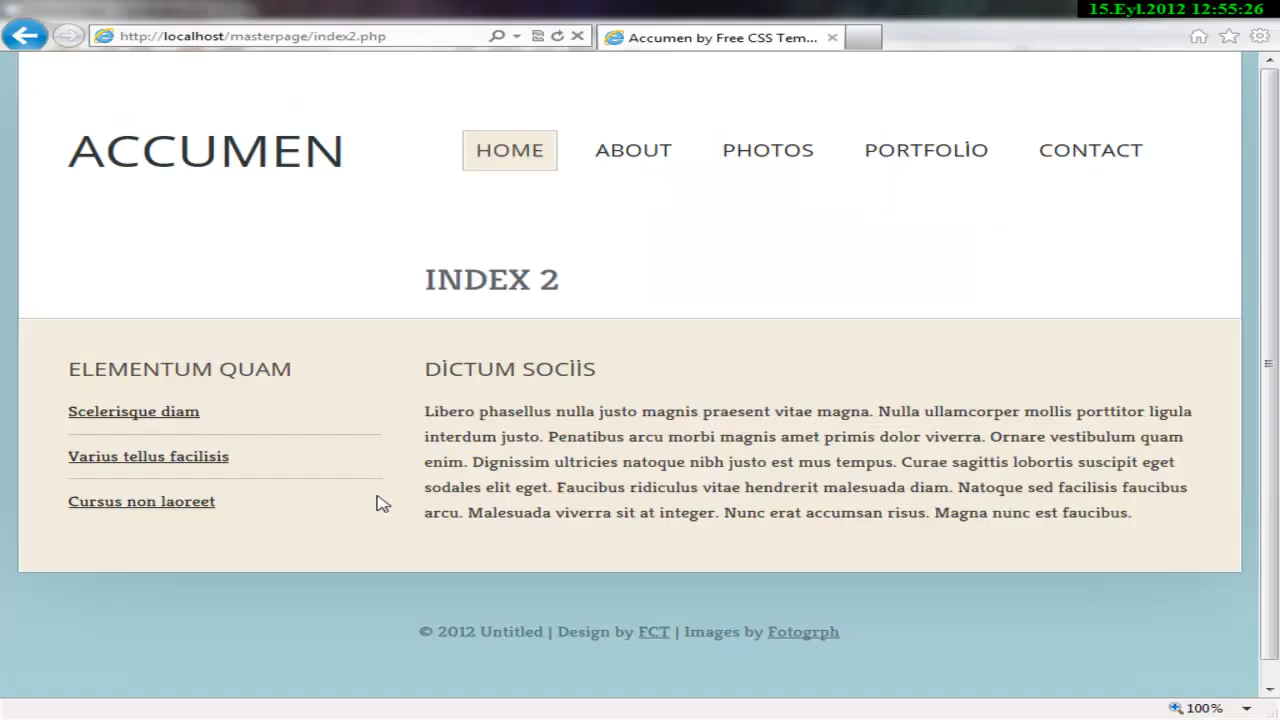 15.Eyl.2012 12:55:26
http://localhost/masterpage/index2.php
Accumen by Free CSS Tem...
ACCUMEN
HOME
ABOUT
PHOTOS
PORTFOLİO
CONTACT
INDEX 2
ELEMENTUM QUAM
Scelerisque diam
Varius tellus facilisis
Cursus non laoreet
DİCTUM SOCİİS
Libero phasellus nulla justo magnis praesent vitae magna. Nulla ullamcorper mollis porttitor ligula
interdum justo. Penatibus arcu morbi magnis amet primis dolor viverra. Ornare vestibulum quam
enim. Dignissim ultricies natoque nibh justo est mus tempus. Curae sagittis lobortis suscipit eget
sodales elit eget. Faucibus ridiculus vitae hendrerit malesuada diam. Natoque sed facilisis faucibus
arcu. Malesuada viverra sit at integer. Nunc erat accumsan risus. Magna nunc est faucibus.
© 2012 Untitled | Design by FCT | Images by Fotogrph
100%